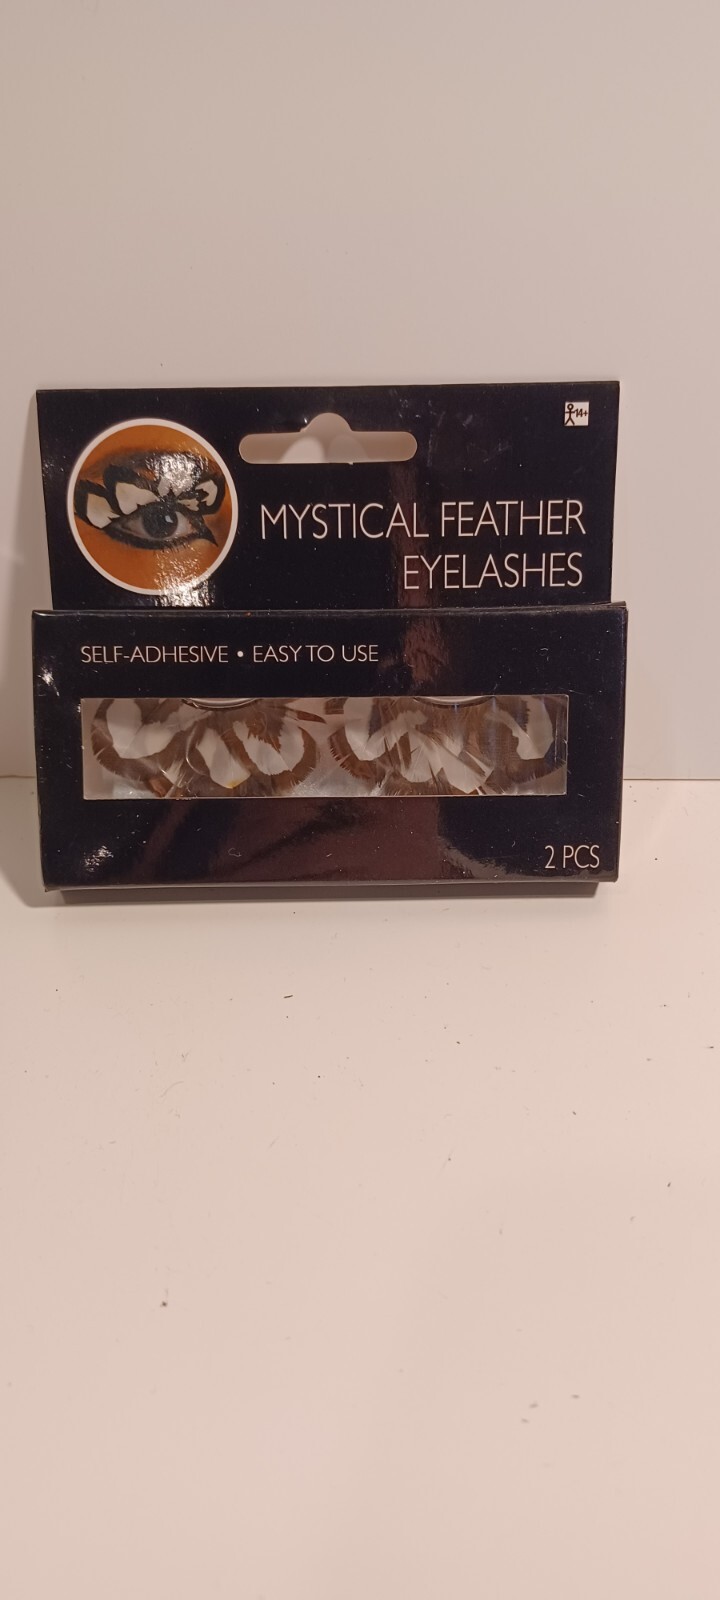 14+
MYSTICAL FEATHER
EYELASHES
SELF-ADHESIVE • EASY TO USE
2 PCS